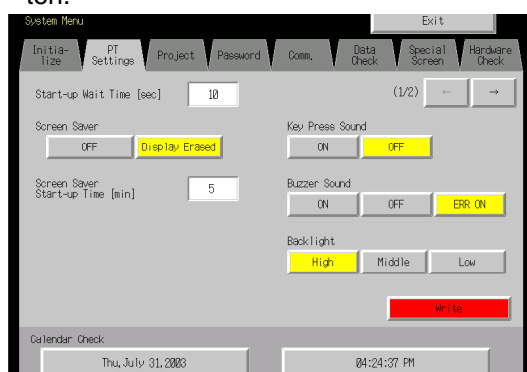 ton.
System Menu
Exit
Initia-
lize
PT
Settings
Project
Password
Comm.
Data
Check
Special
Screen
Hardware
Check
Start-up Wait Time [sec]
10
(1/2)
←
→
Screen Saver
OFF
Display Erased
Key Press Sound
ON
OFF
Screen Saver
Start-up Time [min]
5
Buzzer Sound
ON
OFF
ERR ON
Backlight
High
Middle
Low
Write
Calendar Check
Thu,July 31,2003
04:24:37 PM